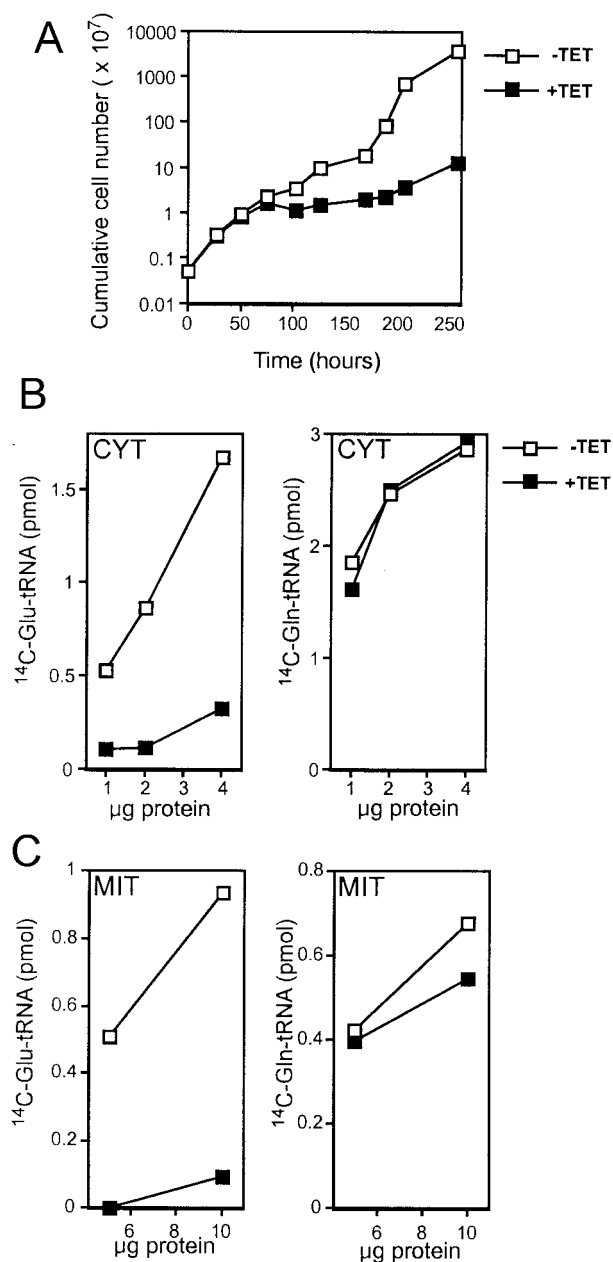 A
Cumulative cell number ( x 10⁷)
10000
1000
100
10
1
0.1
0.01
0
50
100
150
200
250
Time (hours)
-TET
+TET
B
CYT
¹⁴C-Glu-tRNA (pmol)
1.5
1
0.5
0
1
2
3
4
µg protein
CYT
¹⁴C-Gln-tRNA (pmol)
3
2
1
0
1
2
3
4
µg protein
-TET
+TET
C
MIT
¹⁴C-Glu-tRNA (pmol)
1
0.8
0.6
0.4
0.2
0
6
8
10
µg protein
MIT
¹⁴C-Gln-tRNA (pmol)
0.8
0.6
0.4
0.2
0
6
8
10
µg protein